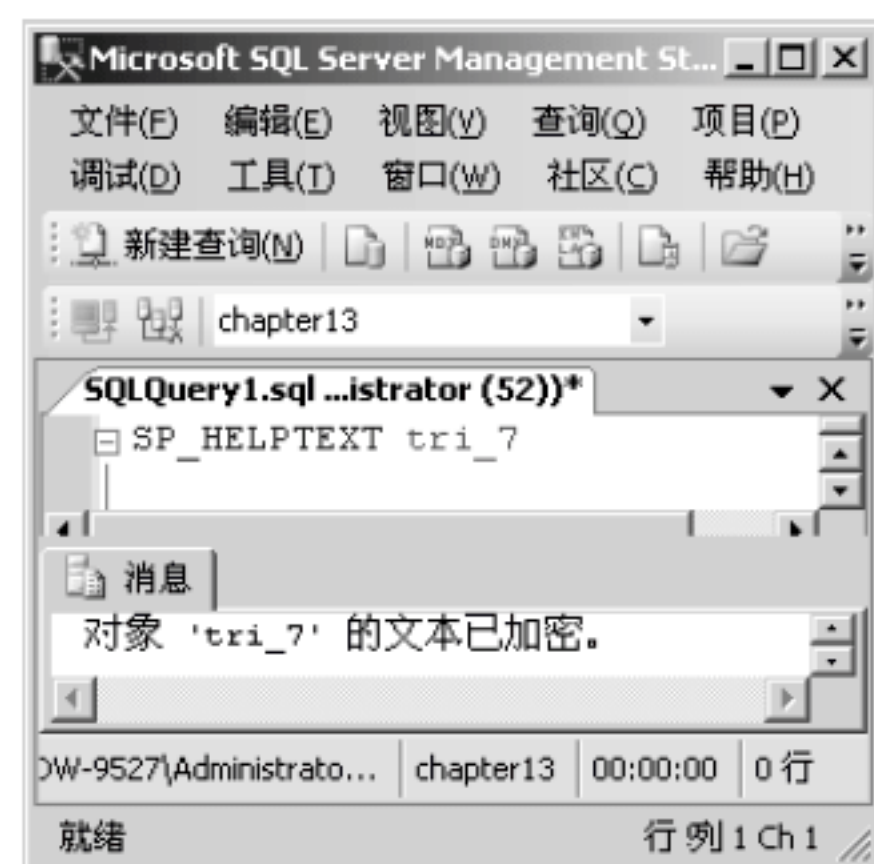 Microsoft SQL Server Management St...
文件(F) 编辑(E) 视图(V) 查询(Q) 项目(P)
调试(D) 工具(T) 窗口(W) 社区(C) 帮助(H)
新建查询(N)
chapter13
SQLQuery1.sql ...istrator (52))*
SP_HELPTEXT tri_7
消息
对象 'tri_7' 的文本已加密。
OW-9527\Administrato... chapter13 00:00:00 0 行
就绪 行 列 1 Ch 1